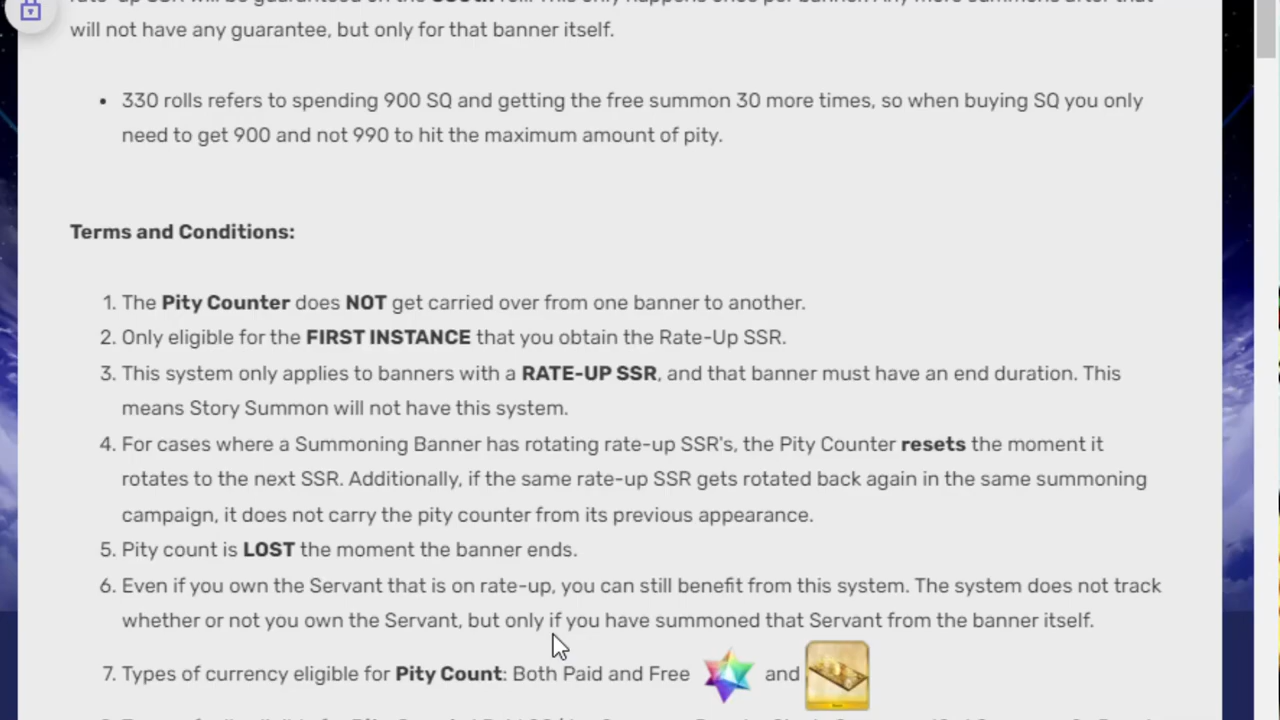 will not have any guarantee, but only for that banner itself.
• 330 rolls refers to spending 900 SQ and getting the free summon 30 more times, so when buying SQ you only
need to get 900 and not 990 to hit the maximum amount of pity.
Terms and Conditions:
1. The Pity Counter does NOT get carried over from one banner to another.
2. Only eligible for the FIRST INSTANCE that you obtain the Rate-Up SSR.
3. This system only applies to banners with a RATE-UP SSR, and that banner must have an end duration. This
means Story Summon will not have this system.
4. For cases where a Summoning Banner has rotating rate-up SSR's, the Pity Counter resets the moment it
rotates to the next SSR. Additionally, if the same rate-up SSR gets rotated back again in the same summoning
campaign, it does not carry the pity counter from its previous appearance.
5. Pity count is LOST the moment the banner ends.
6. Even if you own the Servant that is on rate-up, you can still benefit from this system. The system does not track
whether or not you own the Servant, but only if you have summoned that Servant from the banner itself.
7. Types of currency eligible for Pity Count: Both Paid and Free and